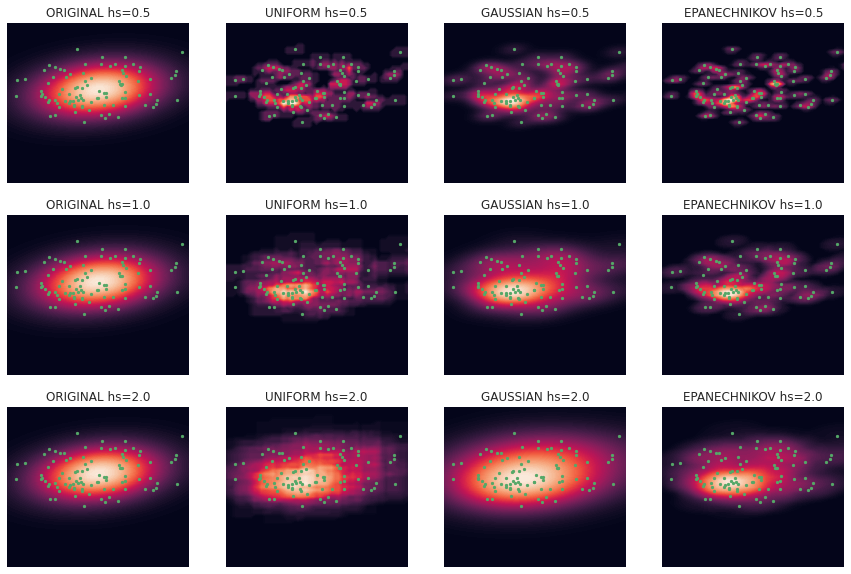 ORIGINAL hs=0.5
UNIFORM hs=0.5
GAUSSIAN hs=0.5
EPANECHNIKOV hs=0.5
ORIGINAL hs=1.0
UNIFORM hs=1.0
GAUSSIAN hs=1.0
EPANECHNIKOV hs=1.0
ORIGINAL hs=2.0
UNIFORM hs=2.0
GAUSSIAN hs=2.0
EPANECHNIKOV hs=2.0